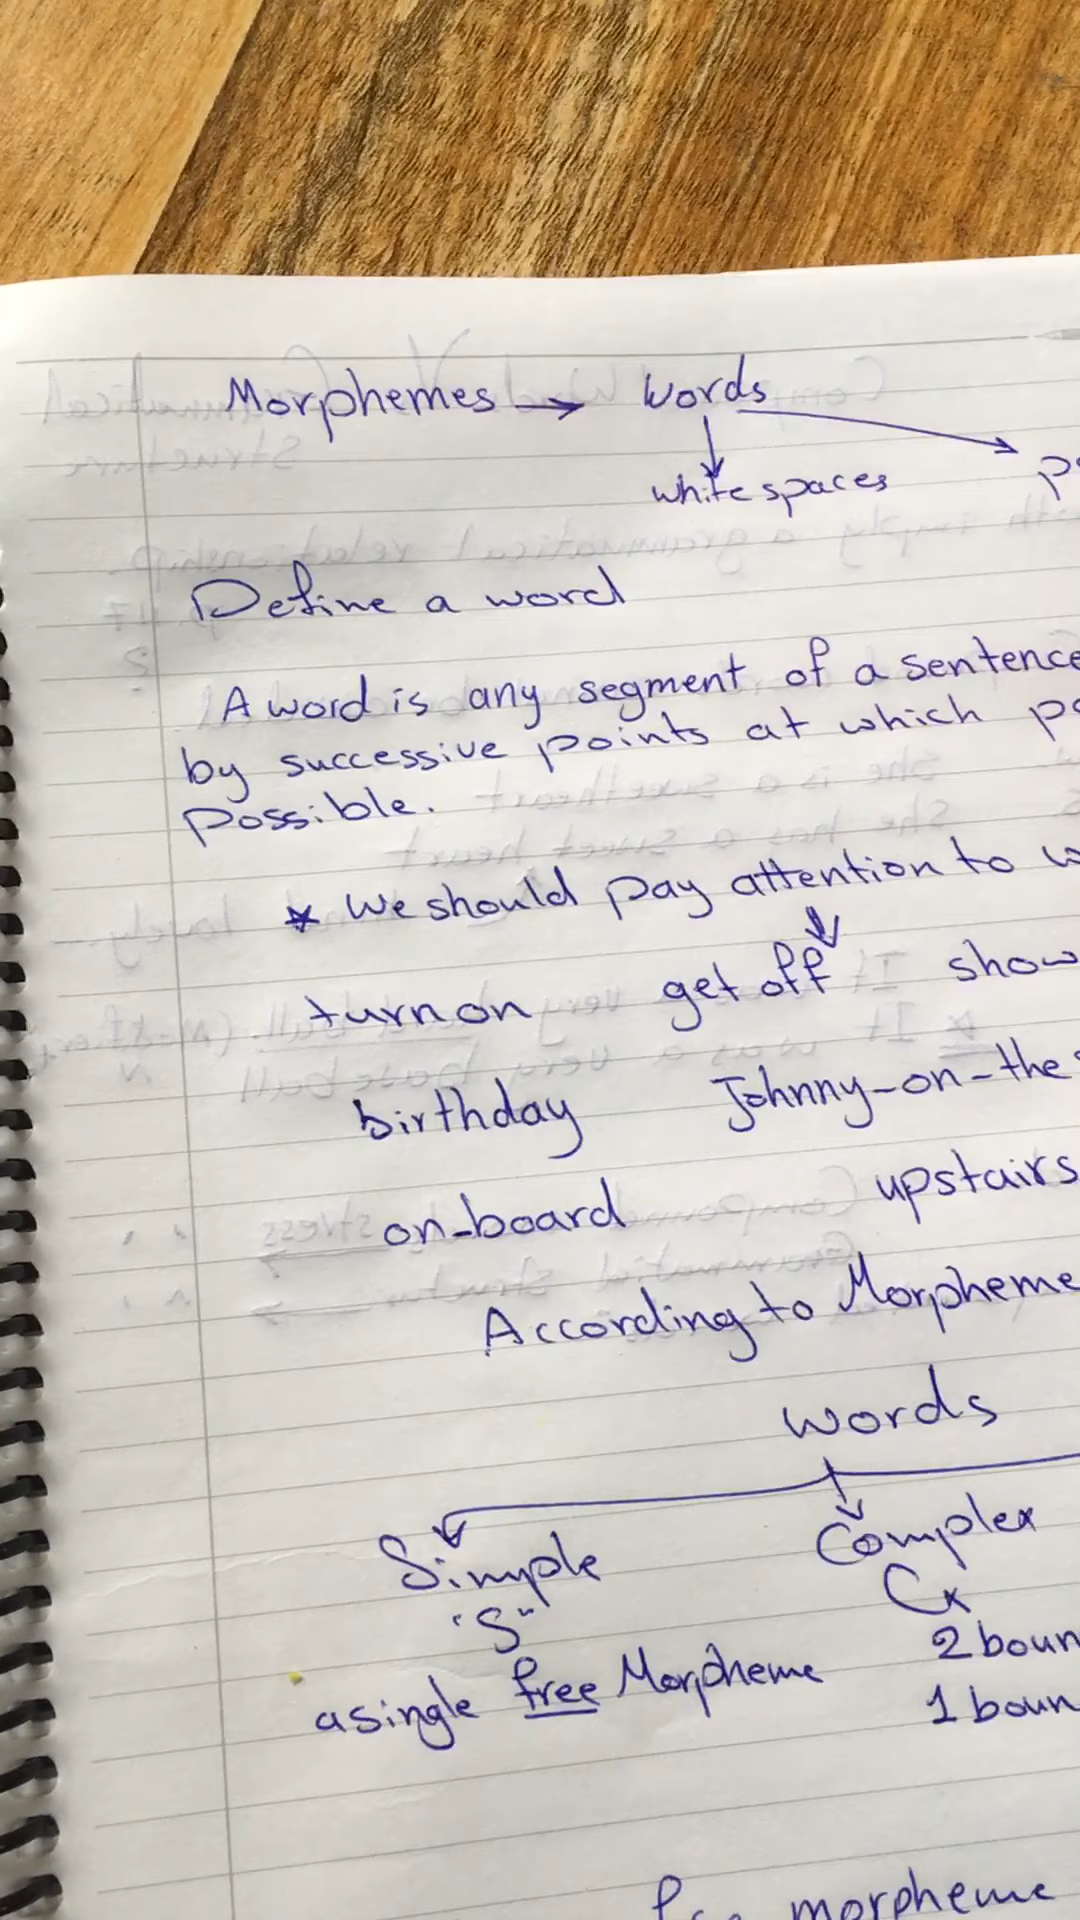 Morphemes → words
white spaces
Define a word
A word is any segment of a sentence
by successive points at which
possible.
* We should pay attention to
turn on get off show
birthday Johnny-on-the
on-board upstairs
According to Morpheme
words
Simple Complex
"S" Cx
2 boun
a single free Morpheme 1 boun
morpheme